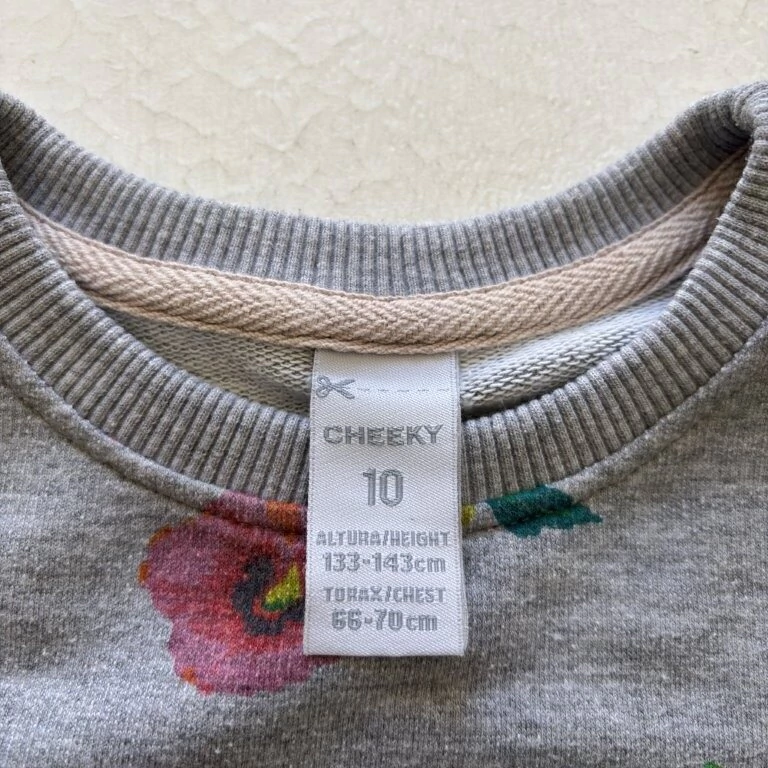 CHEEKY
10
ALTURA/HEIGHT
133-143cm
TORAX/CHEST
66-70cm